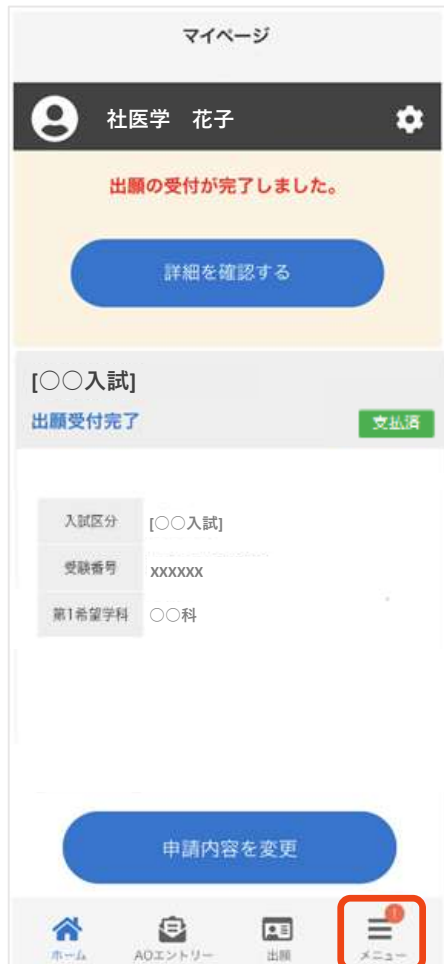 マイページ
社医学 花子
出願の受付が完了しました。
詳細を確認する
[○○入試]
出願受付完了 支払済
入試区分 [○○入試]
受験番号 xxxxxx
第1希望学科 ○○科
申請内容を変更
ホーム AOエントリー 出願 メニュー